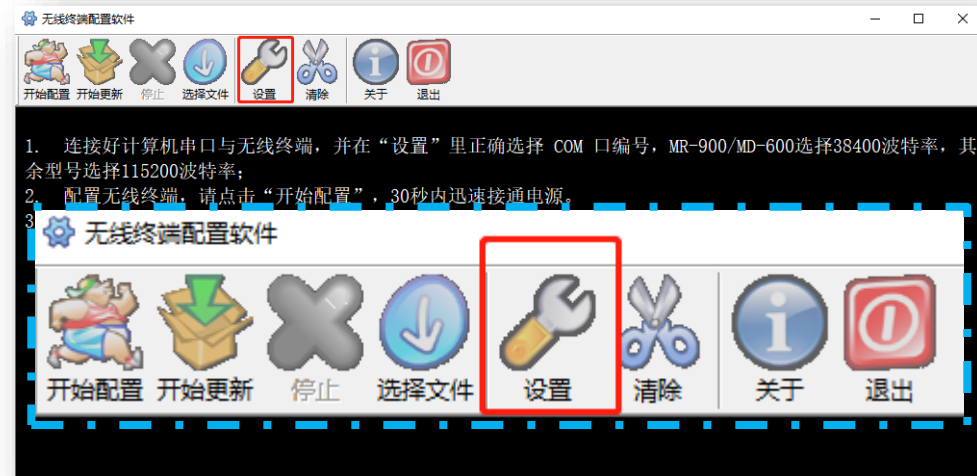 无线终端配置软件
开始配置 开始更新 停止 选择文件 设置 清除 关于 退出
1. 连接好计算机串口与无线终端，并在“设置”里正确选择 COM 口编号，MR-900/MD-600选择38400波特率，其
余型号选择115200波特率；
2. 配置无线终端，请点击“开始配置”，30秒内迅速接通电源。
3
无线终端配置软件
开始配置 开始更新 停止 选择文件 设置 清除 关于 退出